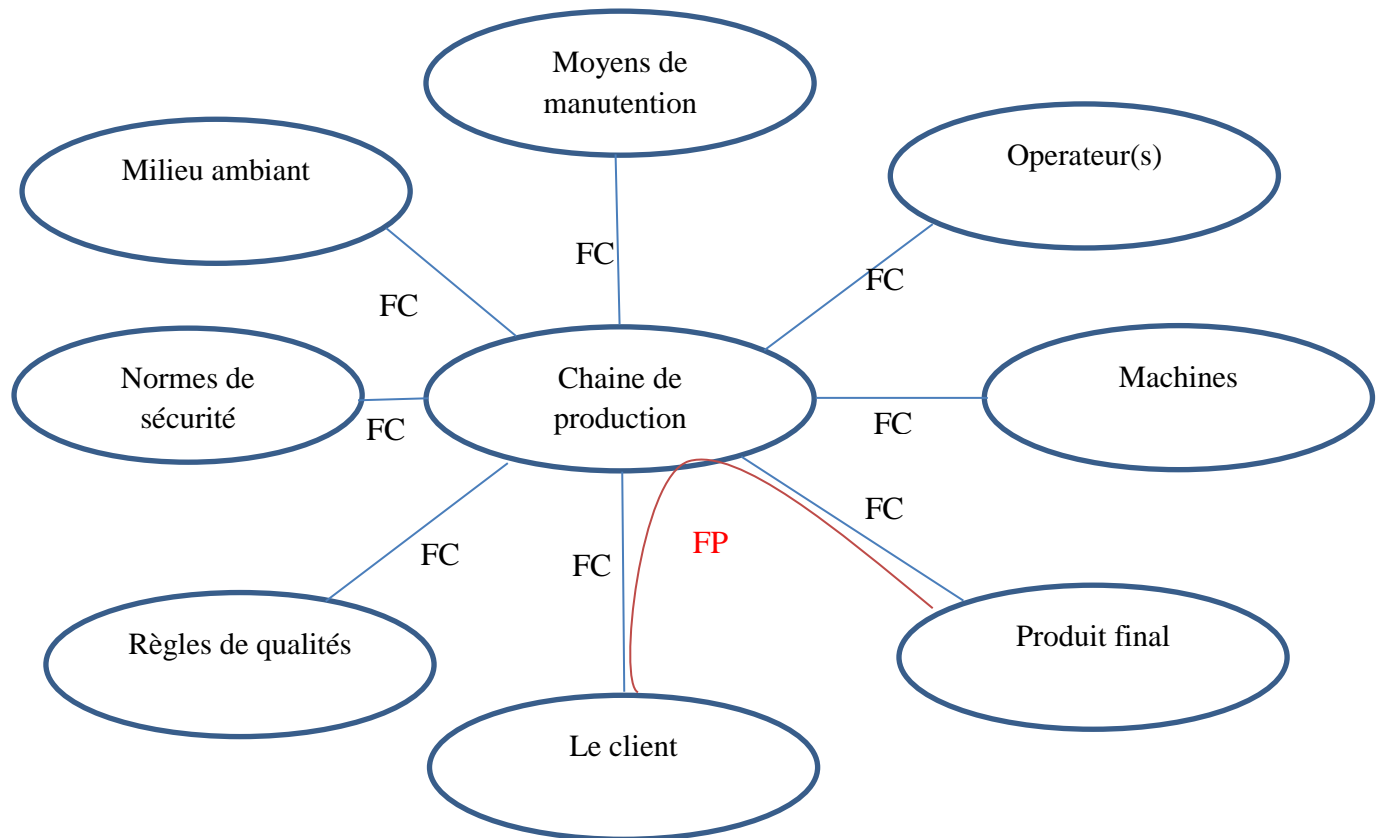 Moyens de
manutention
Operateur(s)
Milieu ambiant
FC
FC
FC
Normes de
sécurité
Chaine de
production
Machines
FC
FC
FC
FP
FC
FC
Règles de qualités
Produit final
Le client